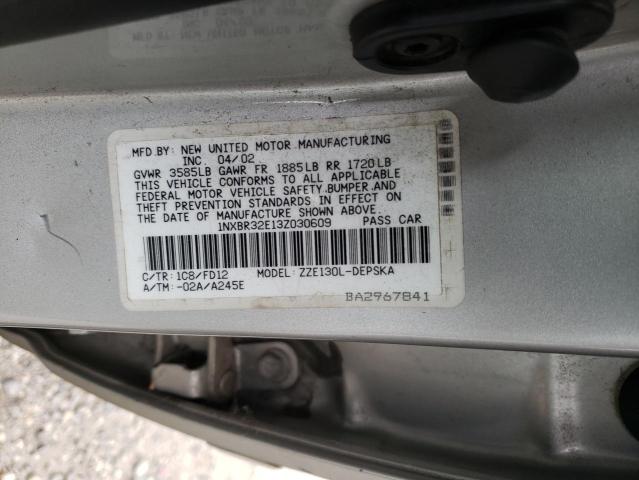 MFD.BY: NEW UNITED MOTOR MANUFACTURING
INC. 04/02
GVWR 3585LB GAWR FR 1885LB RR 1720LB
THIS VEHICLE CONFORMS TO ALL APPLICABLE
FEDERAL MOTOR VEHICLE SAFETY, BUMPER, AND
THEFT PREVENTION STANDARDS IN EFFECT ON
THE DATE OF MANUFACTURE SHOWN ABOVE.
1NXBR32E13Z030609 PASS CAR
C/TR: 1C8/FD12 MODEL: ZZE130L-DEPSKA
A/TM: -02A/A245E
BA2967841